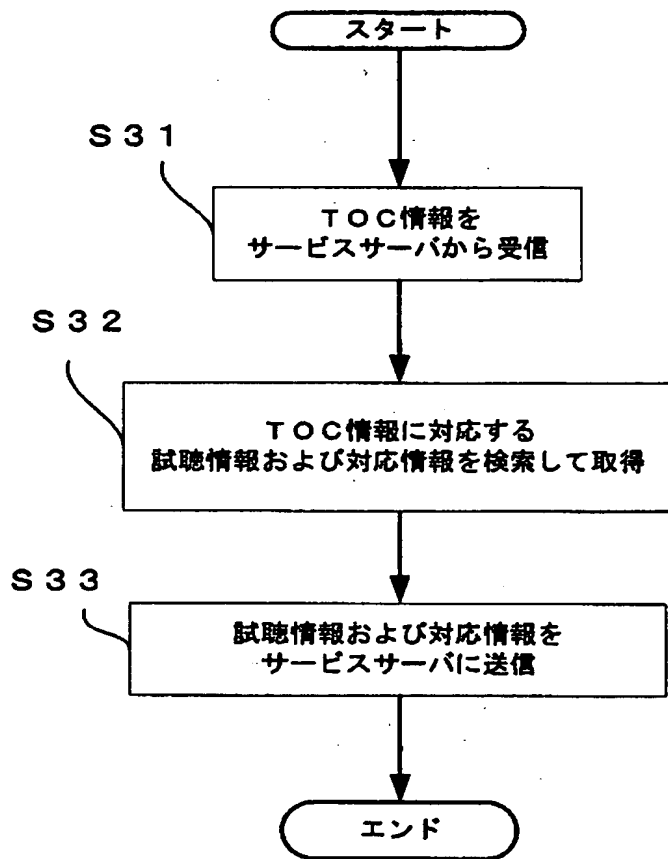 スタート
S31
TOC情報を
サービスサーバから受信
S32
TOC情報に対応する
試聴情報および対応情報を検索して取得
S33
試聴情報および対応情報を
サービスサーバに送信
エンド